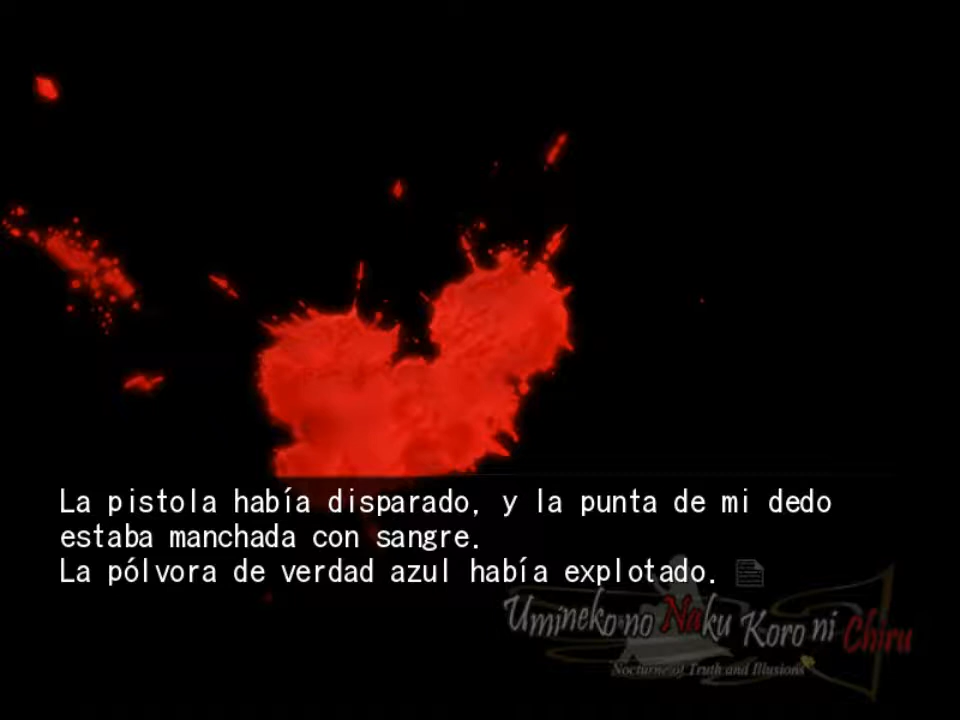 La pistola había disparado, y la punta de mi dedo
estaba manchada con sangre.
La pólvora de verdad azul había explotado.
Umineko no Naku Koro ni Chiru
Nocturne of Truth and Illusions